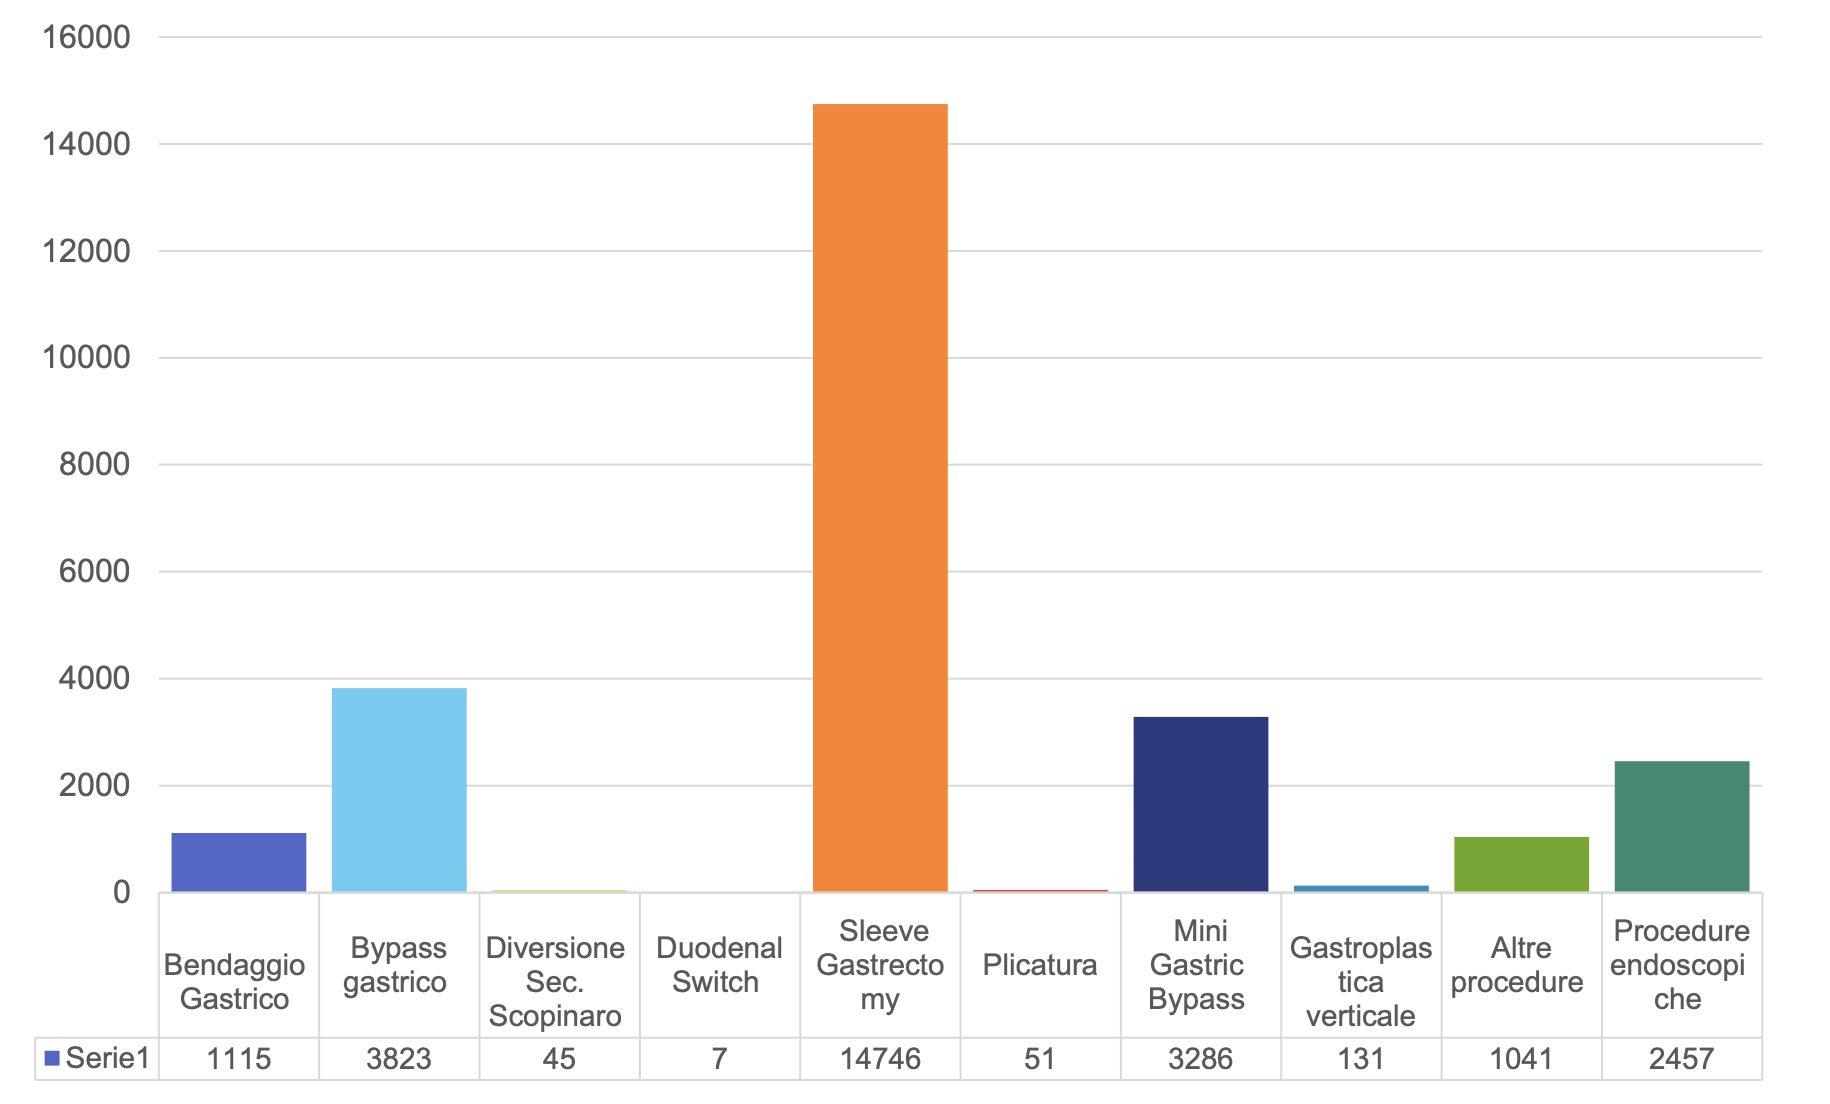 16000
14000
12000
10000
8000
6000
4000
2000
0
Bendaggio
Gastrico
Bypass
gastrico
Diversione
Sec.
Scopinaro
Duodenal
Switch
Sleeve
Gastrecto
my
Plicatura
Mini
Gastric
Bypass
Gastroplas
tica
verticale
Altre
procedure
Procedure
endoscopi
che
Serie1 1115 3823 45 7 14746 51 3286 131 1041 2457